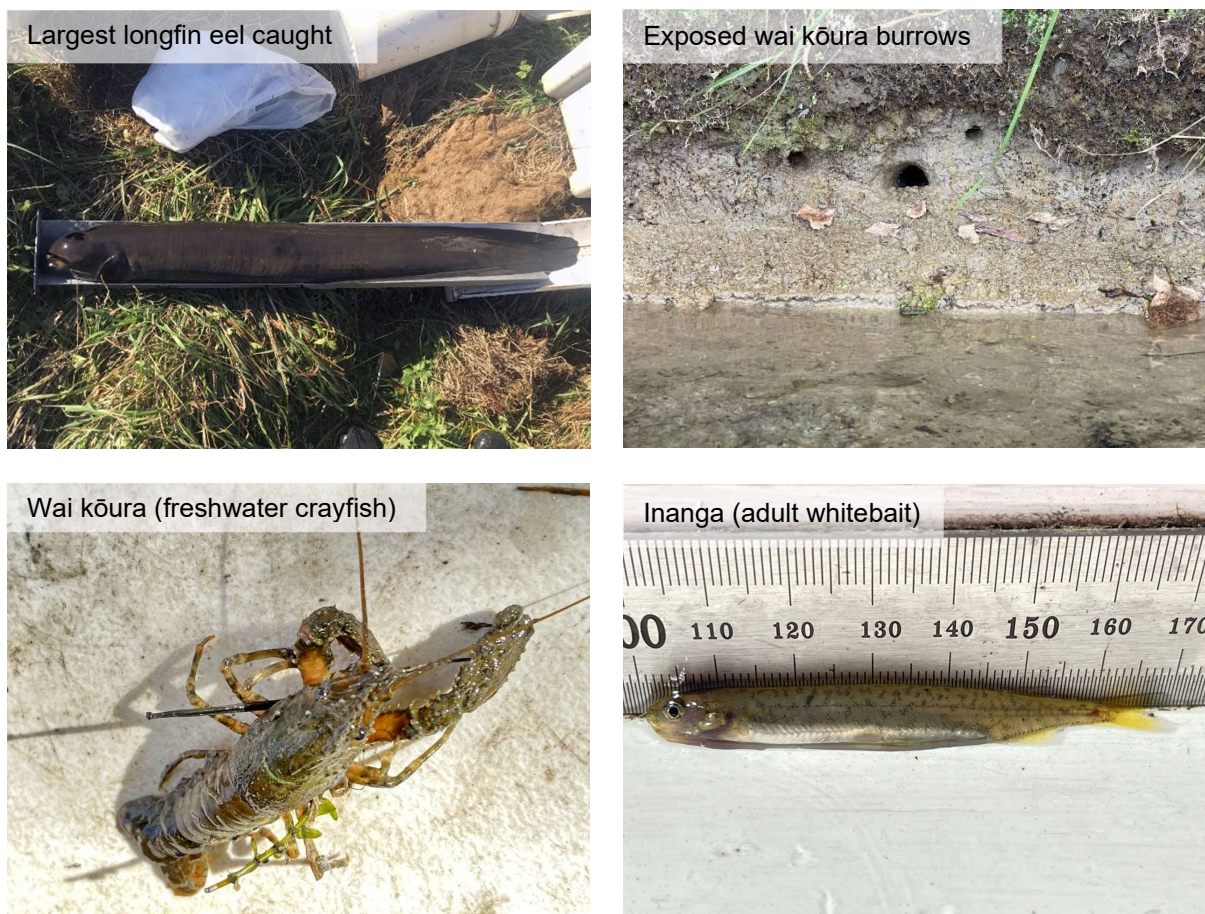 Largest longfin eel caught
Exposed wai kōura burrows
Wai kōura (freshwater crayfish)
Inanga (adult whitebait)
00 110 120 130 140 150 160 170